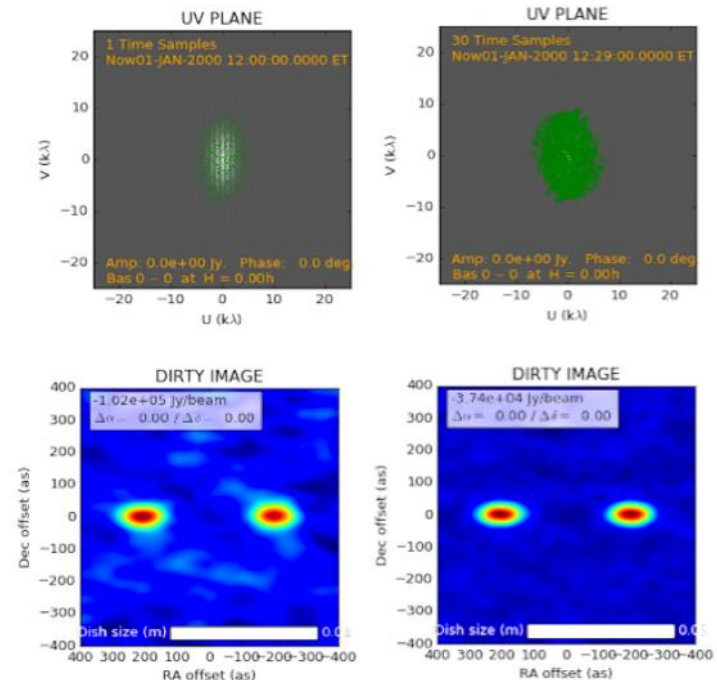 UV PLANE
1 Time Samples
Now01-JAN-2000 12:00:00.0000 ET
20
10
0
−10
−20
V (kλ)
Amp: 0.0e+00 Jy. Phase: 0.0 deg.
Bas 0 − 0 at H = 0.00h
−20 −10 0 10 20
U (kλ)
UV PLANE
30 Time Samples
Now01-JAN-2000 12:29:00.0000 ET
20
10
0
−10
−20
V (kλ)
Amp: 0.0e+00 Jy. Phase: 0.0 deg.
Bas 0 − 0 at H = 0.00h
−20 −10 0 10 20
U (kλ)
DIRTY IMAGE
400
300
200
100
0
−100
−200
−300
−400
Dec offset (as)
-1.02e+05 Jy/beam
Δα = 0.00 / Δδ = 0.00
Dish size (m)
400 300 200 100 0 −100−200−300−400
RA offset (as)
DIRTY IMAGE
400
300
200
100
0
−100
−200
−300
−400
Dec offset (as)
-3.74e+04 Jy/beam
Δα = 0.00 / Δδ = 0.00
Dish size (m)
400 300 200 100 0 −100−200−300−400
RA offset (as)